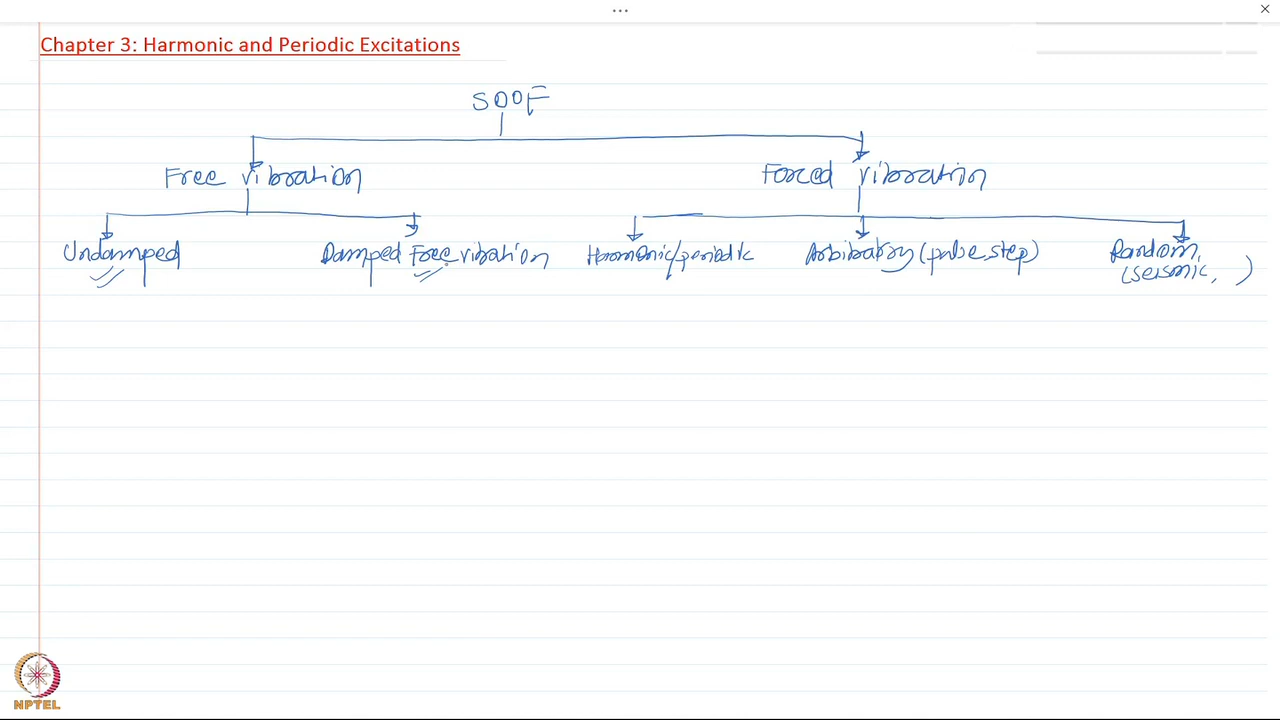 Chapter 3: Harmonic and Periodic Excitations
SDOF
Free vibration Forced vibration
Undamped Damped Free vibration Harmonic/periodic Arbitrary (pulse, step) Random
(seismic, )
NPTEL